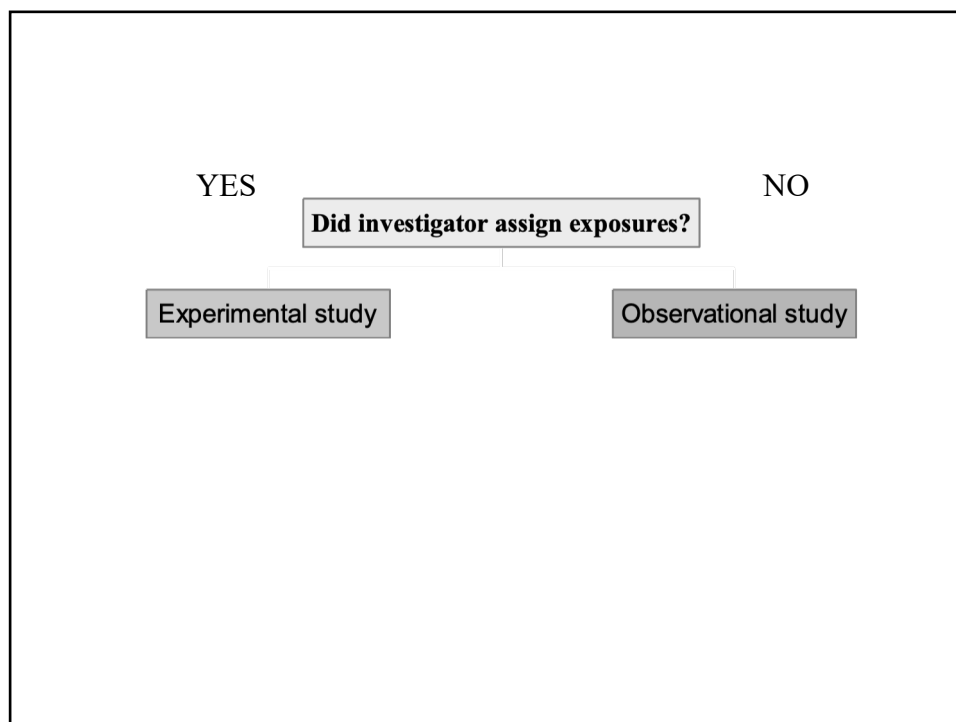 YES
NO
Did investigator assign exposures?
Experimental study
Observational study